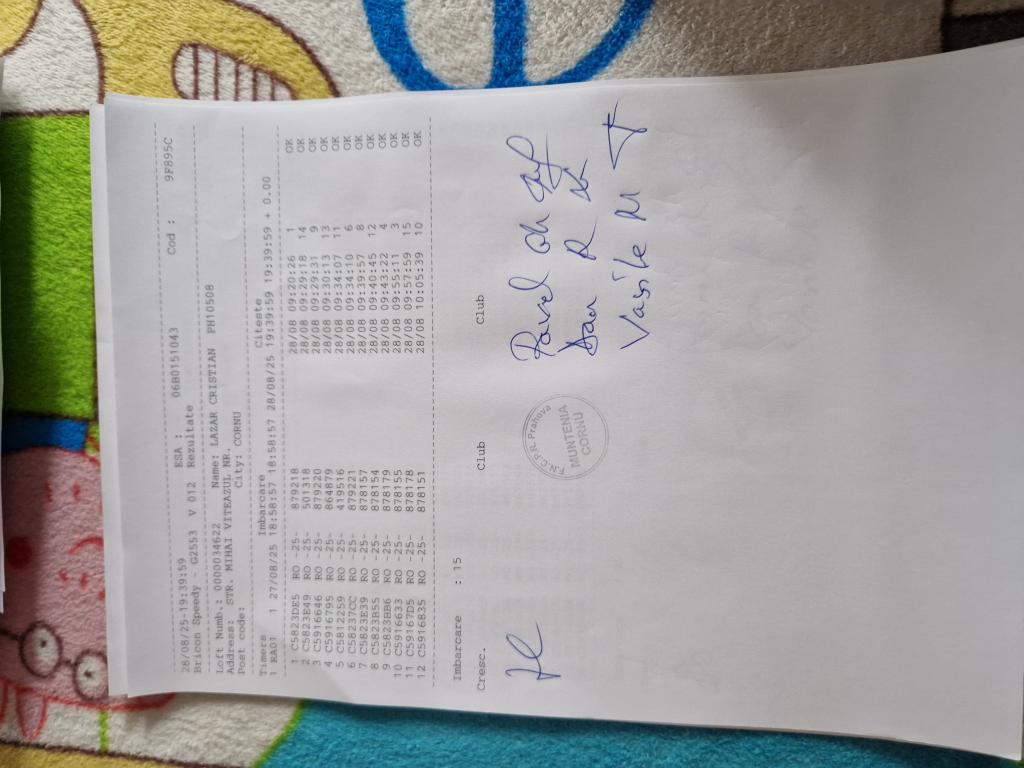 28/08/25-19:39:59 ESA : 06B0151043 Cod : 9F895C
Bricon Speedy - G2553 V 012 Rezultate
Loft Numb.: 0000034622 Name: LAZAR CRISTIAN PH10508
Address: STR. MIHAI VITEAZUL NR.
Post code: City: CORNU
Timers Imbarcare Citeste
1 RA01 1 27/08/25 18:58:57 18:58:57 28/08/25 19:39:59 19:39:59 + 0.00
1 C5823DE5 RO -25- 879218 28/08 09:20:26 1 OK
2 C5823E49 RO -25- 501318 28/08 09:29:18 14 OK
3 C5916646 RO -25- 879220 28/08 09:29:31 9 OK
4 C5916795 RO -25- 864879 28/08 09:30:13 13 OK
5 C5812259 RO -25- 419516 28/08 09:34:07 11 OK
6 C58237CC RO -25- 879221 28/08 09:34:10 6 OK
7 C5823E39 RO -25- 878157 28/08 09:39:57 8 OK
8 C5823B55 RO -25- 878154 28/08 09:40:45 12 OK
9 C5823BB6 RO -25- 878179 28/08 09:43:22 4 OK
10 C5916633 RO -25- 878155 28/08 09:55:11 3 OK
11 C59167D5 RO -25- 878178 28/08 09:57:59 15 OK
12 C5916835 RO -25- 878151 28/08 10:05:39 10 OK
Imbarcare : 15
Cresc. Club Club
F.N.C.P.R. Prahova
MUNTENIA
CORNU
Pavel
Dan R
Vasile M